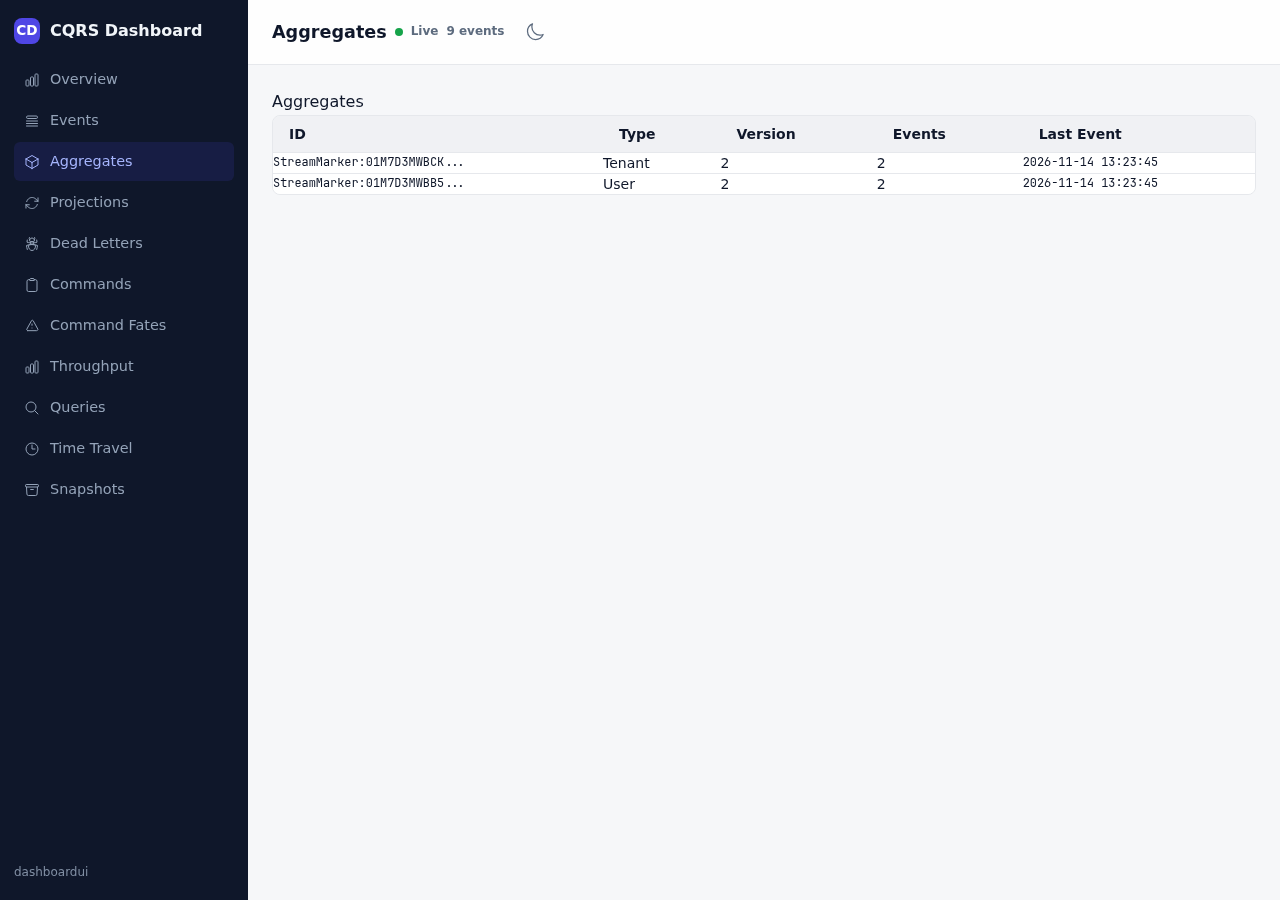 CD CQRS Dashboard
Overview
Events
Aggregates
Projections
Dead Letters
Commands
Command Fates
Throughput
Queries
Time Travel
Snapshots
dashboardui
Aggregates Live 9 events
Aggregates
ID Type Version Events Last Event
StreamMarker:01M7D3MWBCK... Tenant 2 2 2026-11-14 13:23:45
StreamMarker:01M7D3MWBB5... User 2 2 2026-11-14 13:23:45